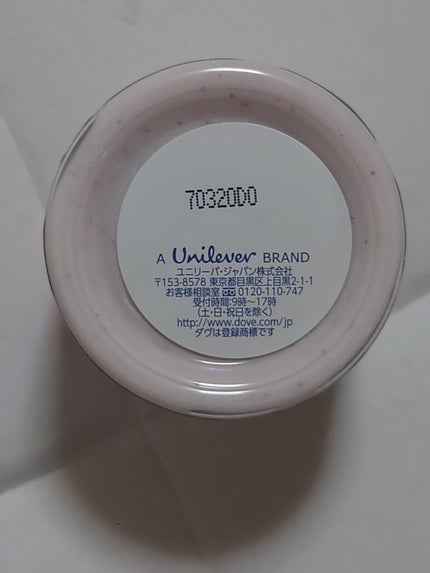 70320D0
A Unilever BRAND
ユニリーバ・ジャパン株式会社
〒153-8578 東京都目黒区上目黒2-1-1
お客様相談室 0120-110-747
受付時間:9時～17時
(土・日・祝日を除く)
http://www.dove.com/jp
ダヴは登録商標です